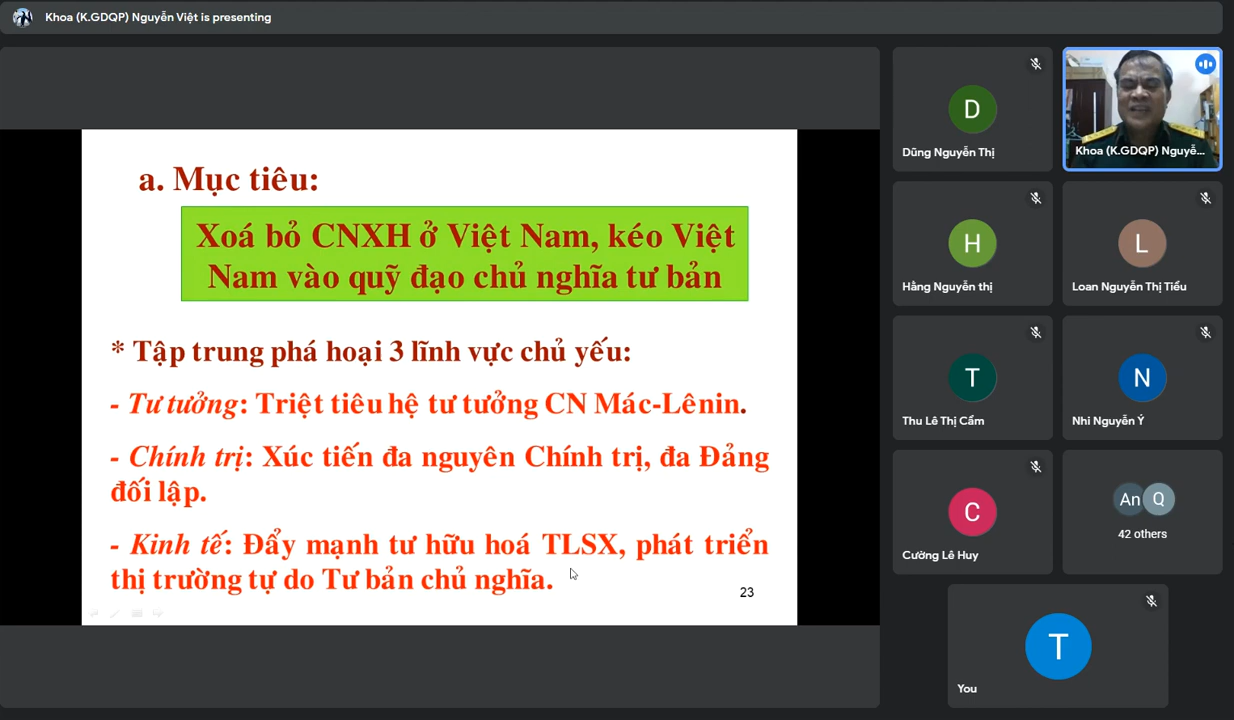 Khoa (K.GDQP) Nguyễn Việt is presenting
a. Mục tiêu:
Xoá bỏ CNXH ở Việt Nam, kéo Việt
Nam vào quỹ đạo chủ nghĩa tư bản
* Tập trung phá hoại 3 lĩnh vực chủ yếu:
- Tư tưởng: Triệt tiêu hệ tư tưởng CN Mác-Lênin.
- Chính trị: Xúc tiến đa nguyên Chính trị, đa Đảng
đối lập.
- Kinh tế: Đẩy mạnh tư hữu hoá TLSX, phát triển
thị trường tự do Tư bản chủ nghĩa.
23
D
Dũng Nguyễn Thị
Khoa (K.GDQP) Nguyễ...
H
Hằng Nguyễn thị
L
Loan Nguyễn Thị Tiểu
T
Thu Lê Thị Cẩm
N
Nhi Nguyễn Ý
C
Cường Lê Huy
An Q
42 others
T
You